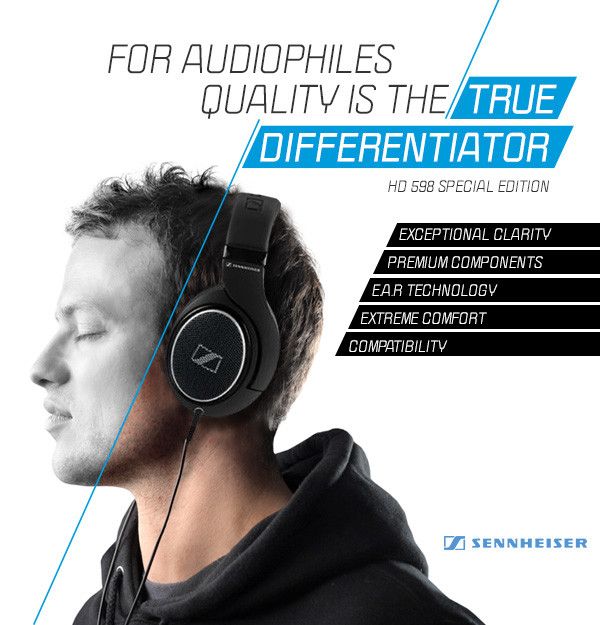 FOR AUDIOPHILES
QUALITY IS THE TRUE
DIFFERENTIATOR
HD 598 SPECIAL EDITION
EXCEPTIONAL CLARITY
PREMIUM COMPONENTS
E.A.R TECHNOLOGY
EXTREME COMFORT
COMPATIBILITY
SENNHEISER
SENNHEISER